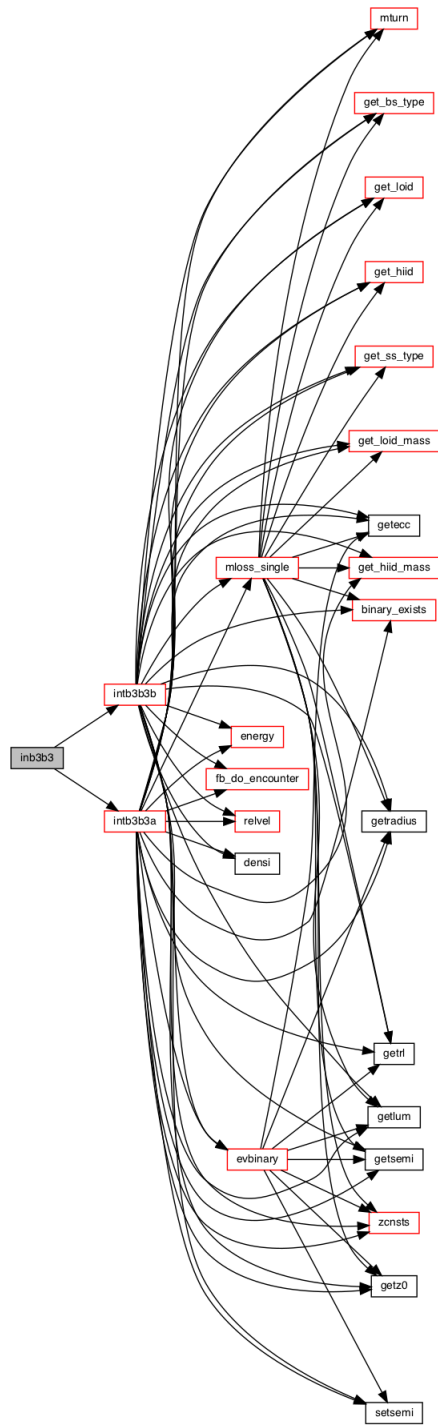 mturn
get_bs_type
get_loid
get_hiid
get_ss_type
get_loid_mass
getecc
mloss_single
get_hiid_mass
binary_exists
intb3b3b
energy
inb3b3
fb_do_encounter
intb3b3a
relvel
getradius
densi
getrl
getlum
evbinary
getsemi
zcnsts
getz0
setsemi